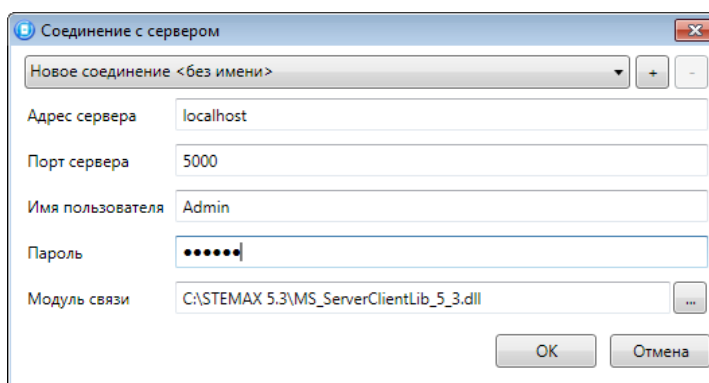 Соединение с сервером
Новое соединение <без имени>
+
-
Адрес сервера localhost
Порт сервера 5000
Имя пользователя Admin
Пароль ••••••
Модуль связи C:\STEMAX 5.3\MS_ServerClientLib_5_3.dll ...
OK Отмена